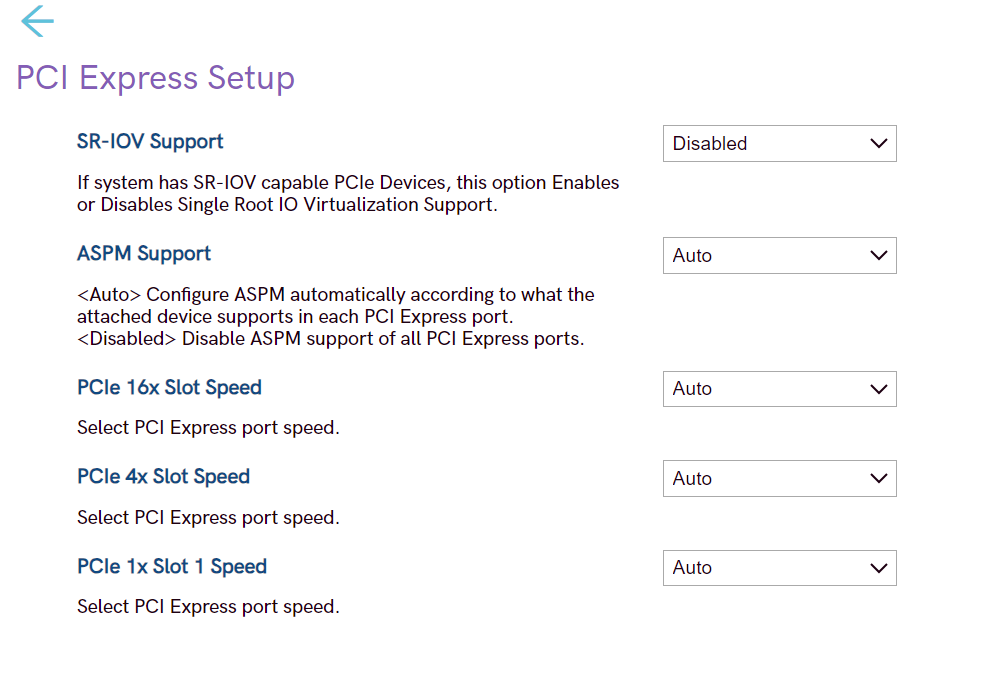 PCI Express Setup
SR-IOV Support
Disabled
If system has SR-IOV capable PCIe Devices, this option Enables
or Disables Single Root IO Virtualization Support.
ASPM Support
Auto
<Auto> Configure ASPM automatically according to what the
attached device supports in each PCI Express port.
<Disabled> Disable ASPM support of all PCI Express ports.
PCIe 16x Slot Speed
Auto
Select PCI Express port speed.
PCIe 4x Slot Speed
Auto
Select PCI Express port speed.
PCIe 1x Slot 1 Speed
Auto
Select PCI Express port speed.